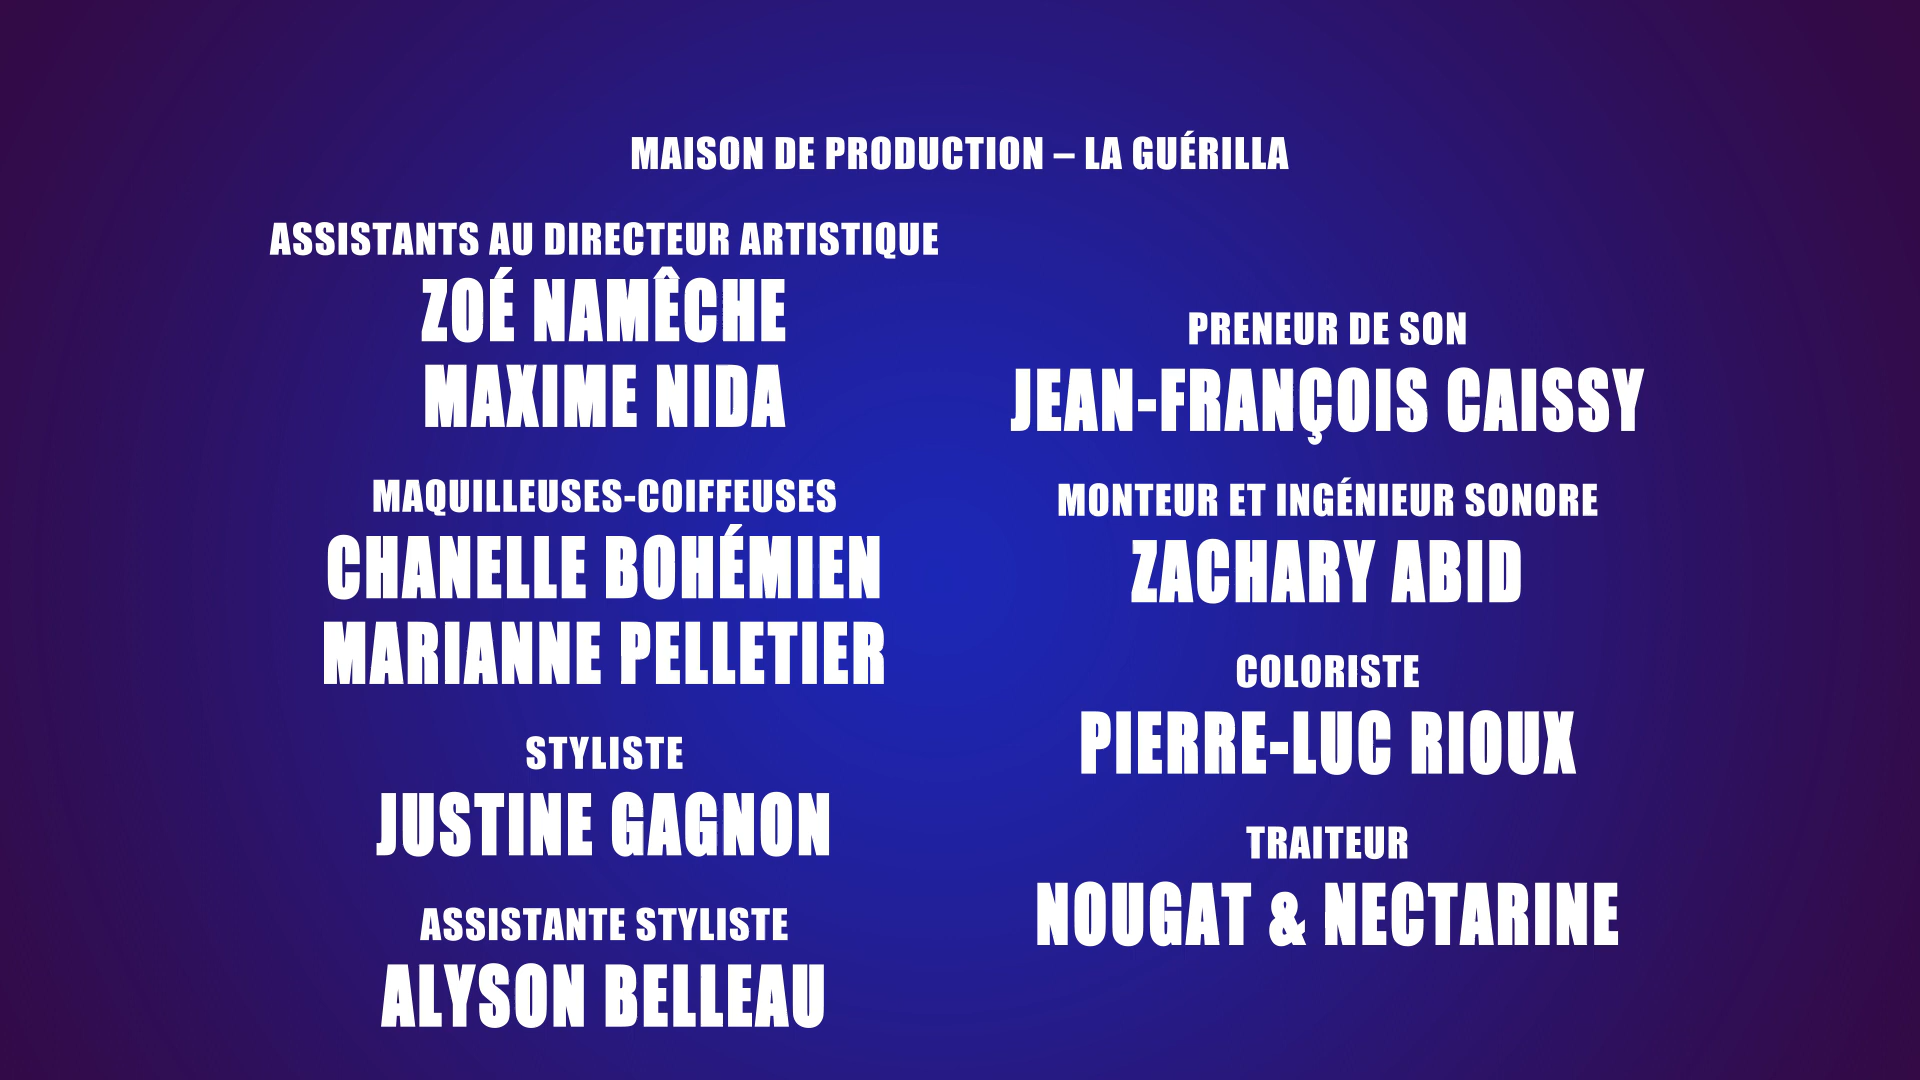 MAISON DE PRODUCTION – LA GUÉRILLA
ASSISTANTS AU DIRECTEUR ARTISTIQUE
ZOÉ NAMÊCHE
MAXIME NIDA
MAQUILLEUSES-COIFFEUSES
CHANELLE BOHÉMIEN
MARIANNE PELLETIER
STYLISTE
JUSTINE GAGNON
ASSISTANTE STYLISTE
ALYSON BELLEAU
PRENEUR DE SON
JEAN-FRANÇOIS CAISSY
MONTEUR ET INGÉNIEUR SONORE
ZACHARY ABID
COLORISTE
PIERRE-LUC RIOUX
TRAITEUR
NOUGAT & NECTARINE